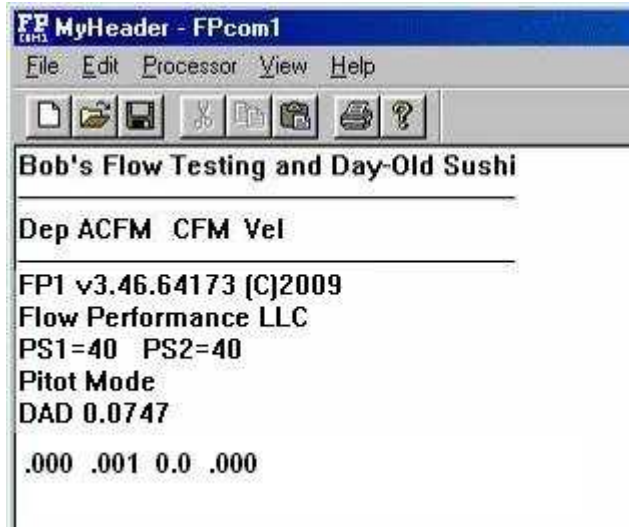 FP COM1 MyHeader - FPcom1
File Edit Processor View Help
Bob's Flow Testing and Day-Old Sushi
Dep ACFM CFM Vel
FP1 v3.46.64173 (C)2009
Flow Performance LLC
PS1=40 PS2=40
Pitot Mode
DAD 0.0747
.000 .001 0.0 .000